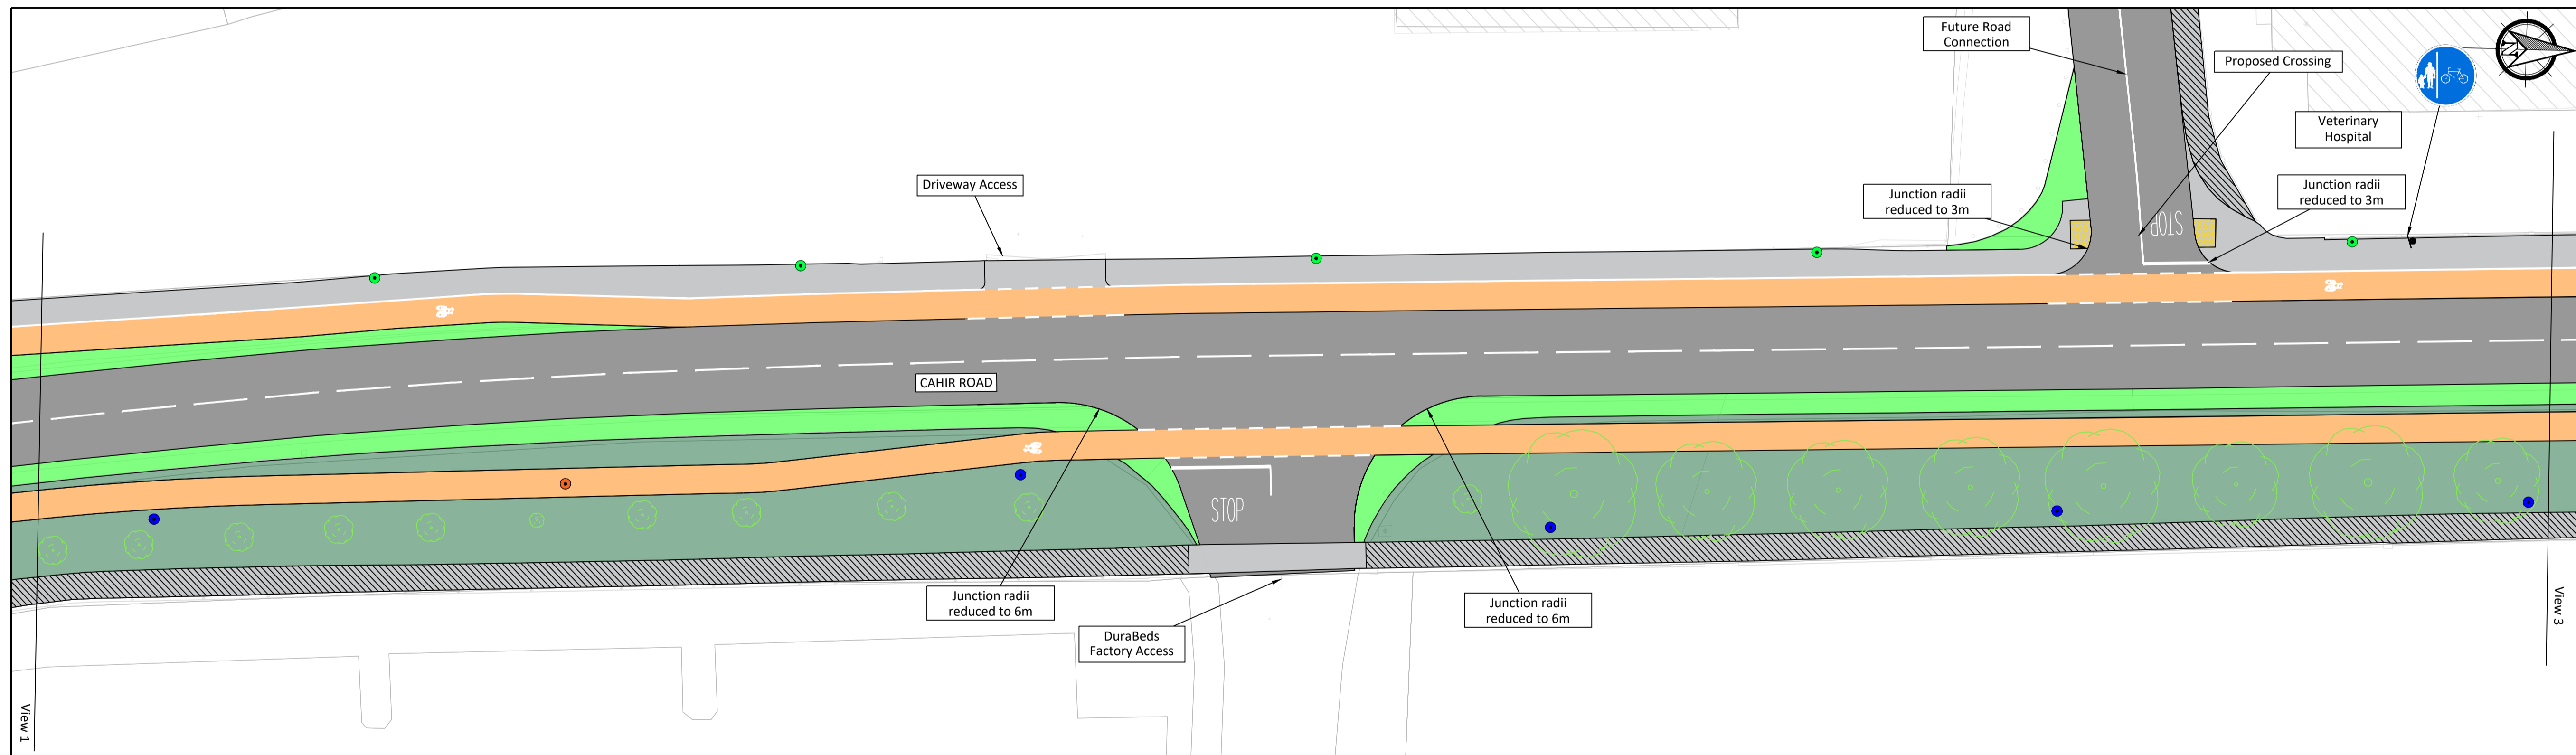 Future Road
Connection
Proposed Crossing
Veterinary
Hospital
Driveway Access
Junction radii
reduced to 3m
Junction radii
reduced to 3m
STOP
CAHIR ROAD
STOP
Junction radii
reduced to 6m
Junction radii
reduced to 6m
DuraBeds
Factory Access
View 1
View 3